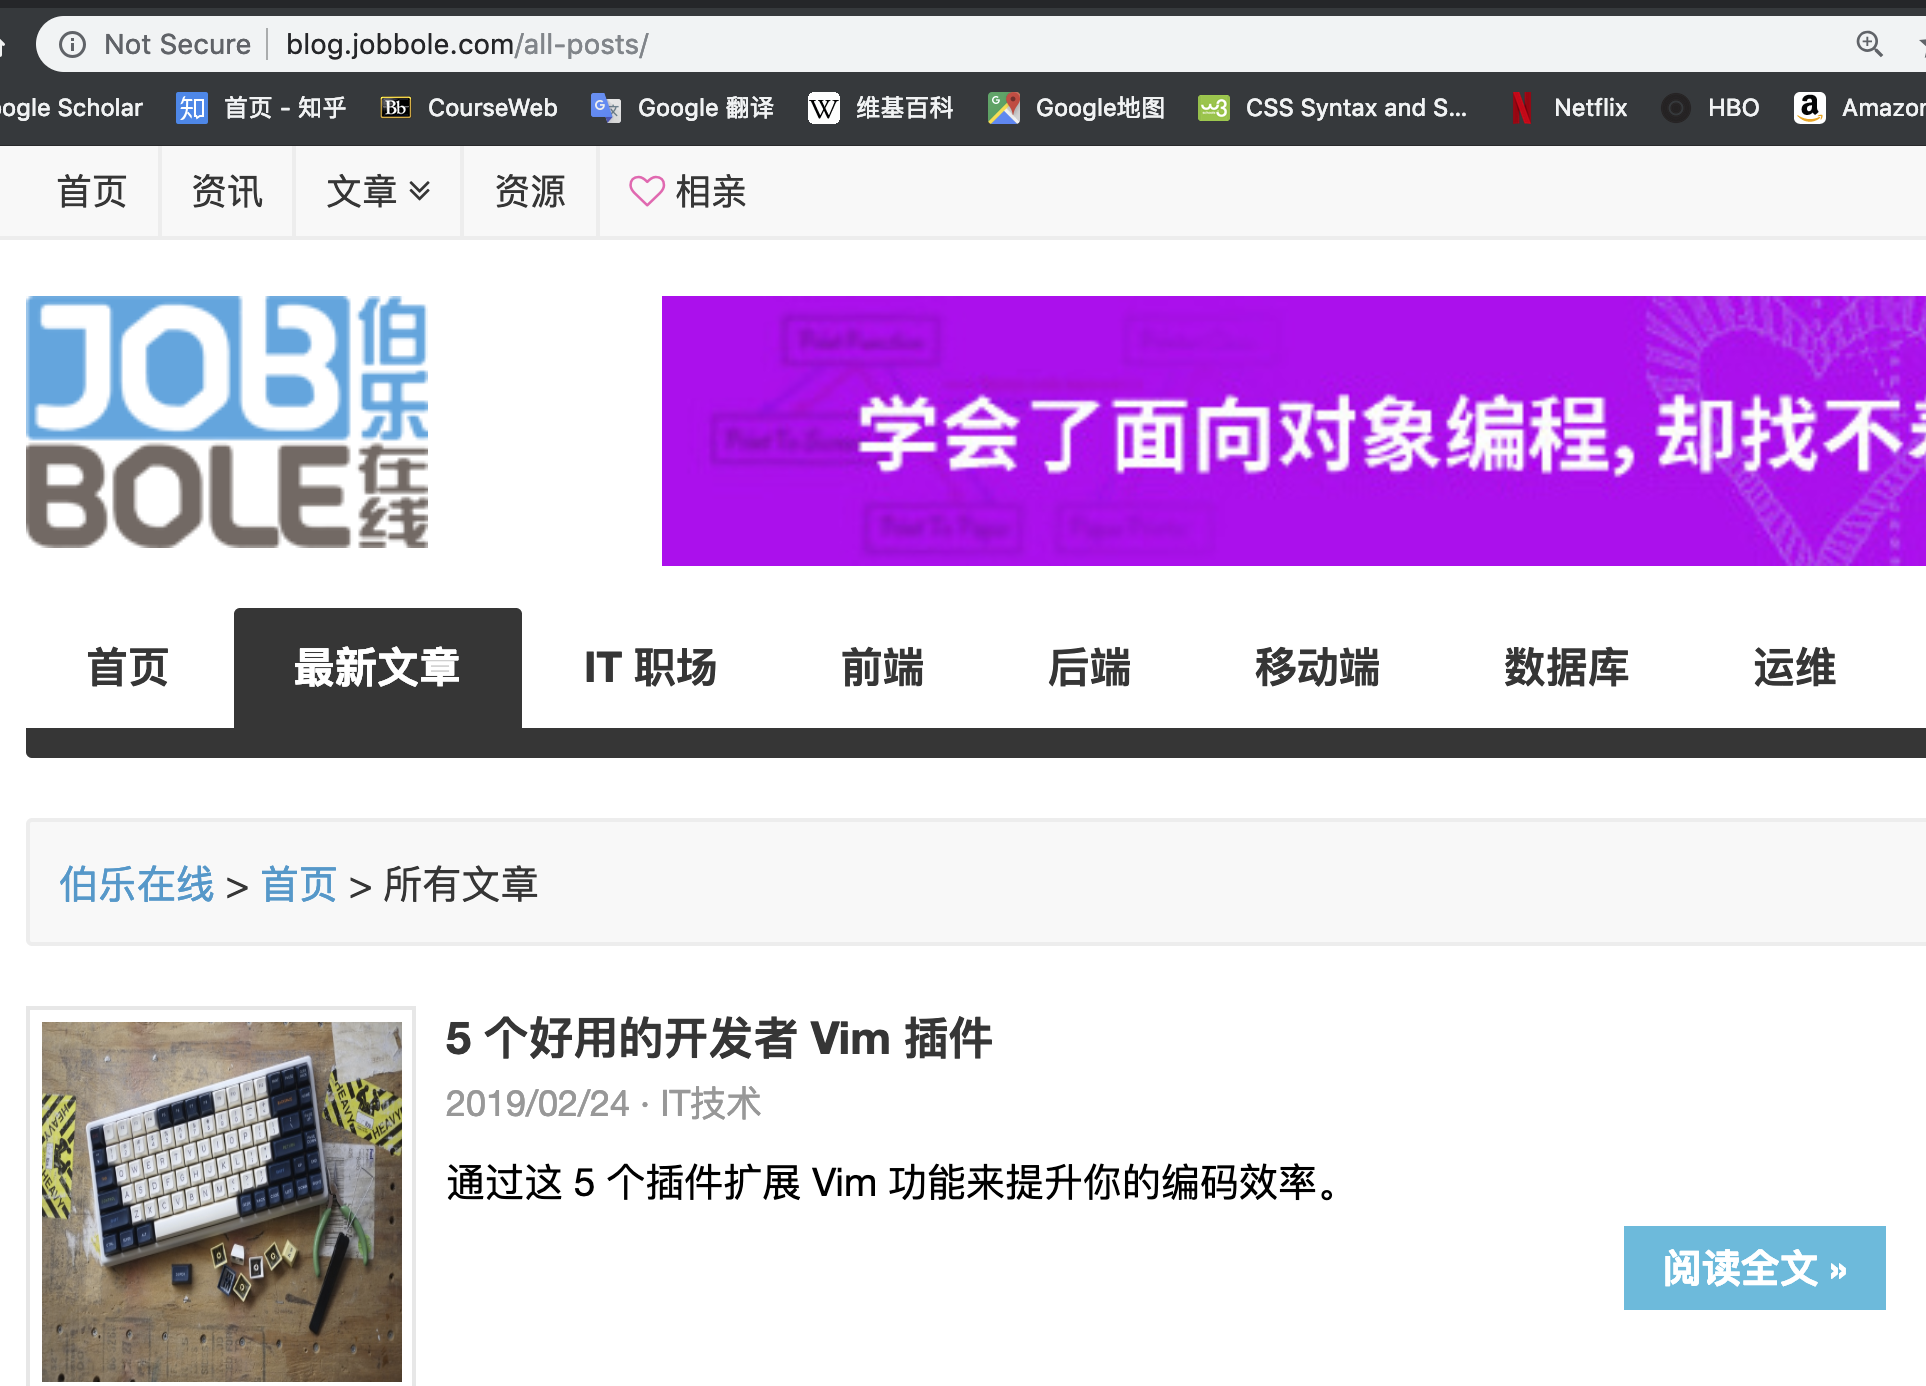 Not Secure blog.jobbole.com/all-posts/
ogle Scholar 知 首页 - 知乎 Bb CourseWeb Google 翻译 W 维基百科 Google地图 w3 CSS Syntax and S... Netflix HBO a Amazon
首页 资讯 文章 资源 相亲
JOB 伯乐
BOLE 在线
学会了面向对象编程, 却找不
首页 最新文章 IT 职场 前端 后端 移动端 数据库 运维
伯乐在线 > 首页 > 所有文章
5 个好用的开发者 Vim 插件
2019/02/24 · IT技术
通过这 5 个插件扩展 Vim 功能来提升你的编码效率。
阅读全文 »
HEAVY